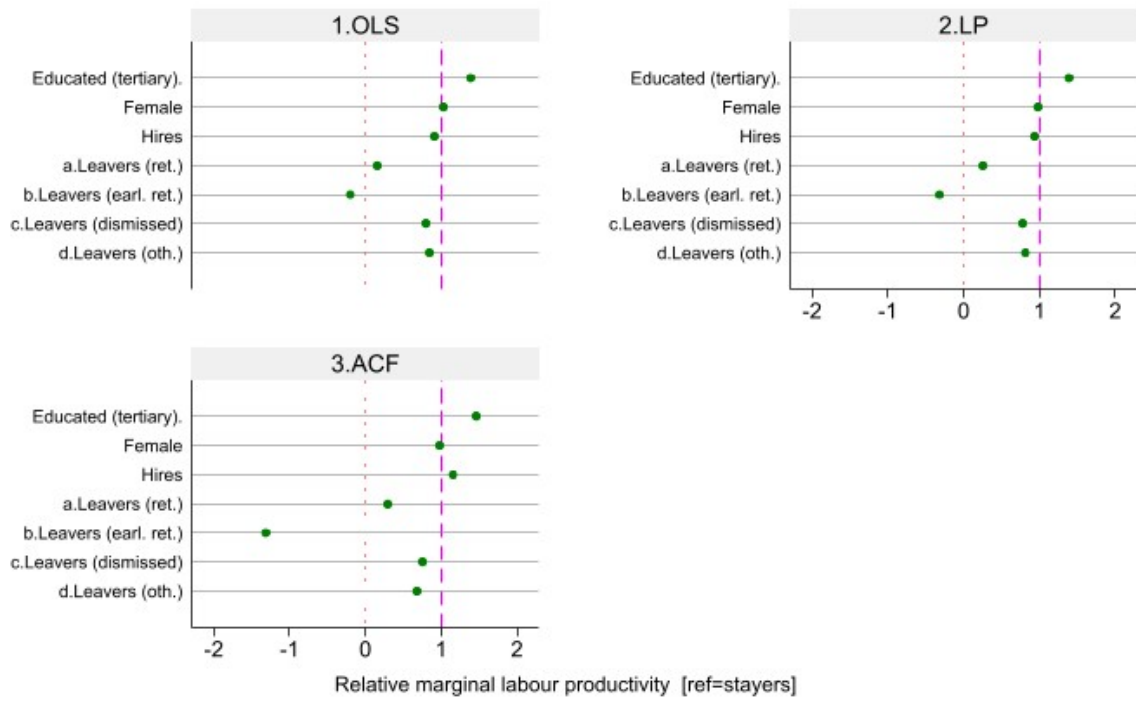 1.OLS
Educated (tertiary).
Female
Hires
a.Leavers (ret.)
b.Leavers (earl. ret.)
c.Leavers (dismissed)
d.Leavers (oth.)
2.LP
Educated (tertiary).
Female
Hires
a.Leavers (ret.)
b.Leavers (earl. ret.)
c.Leavers (dismissed)
d.Leavers (oth.)
-2 -1 0 1 2
3.ACF
Educated (tertiary).
Female
Hires
a.Leavers (ret.)
b.Leavers (earl. ret.)
c.Leavers (dismissed)
d.Leavers (oth.)
-2 -1 0 1 2
Relative marginal labour productivity [ref=stayers]